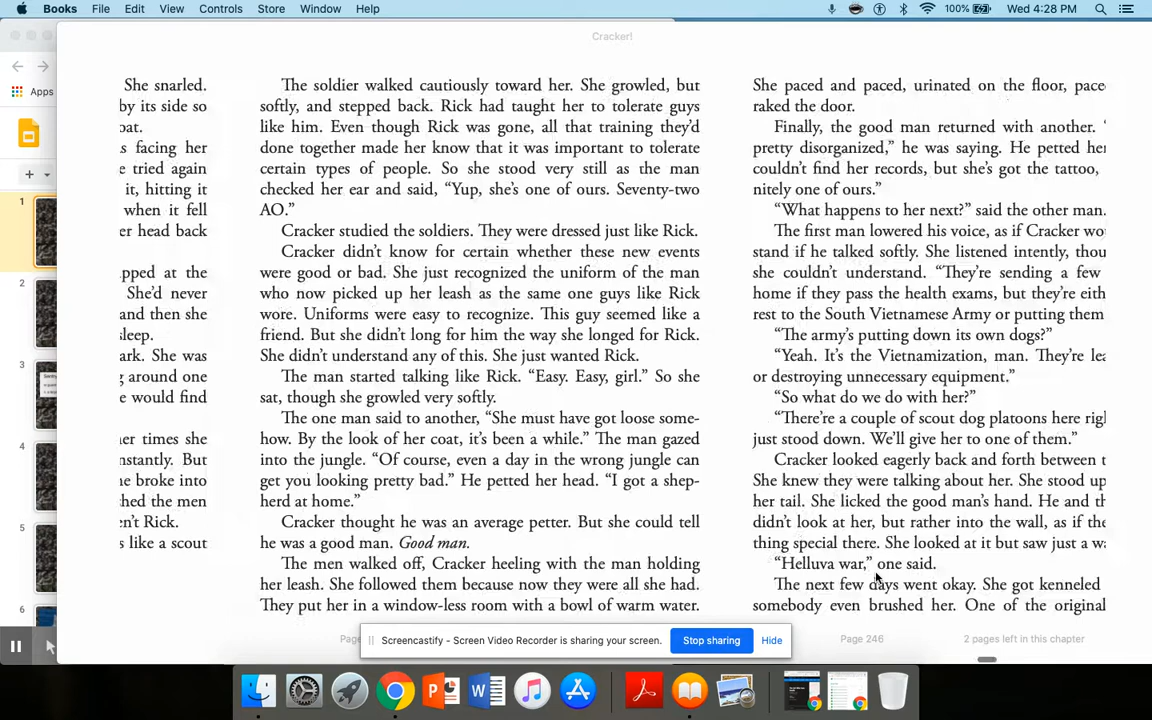 Books File Edit View Controls Store Window Help 100% Wed 4:28 PM
Cracker!
Apps
1
2
3
4
5
6
She snarled.
by its side so
oat.
s facing her
e tried again
it, hitting it
when it fell
er head back
pped at the
She'd never
and then she
sleep.
ark. She was
g around one
e would find
her times she
nstantly. But
he broke into
ched the men
en't Rick.
s like a scout
The soldier walked cautiously toward her. She growled, but
softly, and stepped back. Rick had taught her to tolerate guys
like him. Even though Rick was gone, all that training they'd
done together made her know that it was important to tolerate
certain types of people. So she stood very still as the man
checked her ear and said, “Yup, she's one of ours. Seventy-two
AO.”
Cracker studied the soldiers. They were dressed just like Rick.
Cracker didn't know for certain whether these new events
were good or bad. She just recognized the uniform of the man
who now picked up her leash as the same one guys like Rick
wore. Uniforms were easy to recognize. This guy seemed like a
friend. But she didn't long for him the way she longed for Rick.
She didn't understand any of this. She just wanted Rick.
The man started talking like Rick. “Easy. Easy, girl.” So she
sat, though she growled very softly.
The one man said to another, “She must have got loose some-
how. By the look of her coat, it's been a while.” The man gazed
into the jungle. “Of course, even a day in the wrong jungle can
get you looking pretty bad.” He petted her head. “I got a shep-
herd at home.”
Cracker thought he was an average petter. But she could tell
he was a good man. Good man.
The men walked off, Cracker heeling with the man holding
her leash. She followed them because now they were all she had.
They put her in a window-less room with a bowl of warm water.
She paced and paced, urinated on the floor, pace
raked the door.
Finally, the good man returned with another. “
pretty disorganized,” he was saying. He petted her
couldn't find her records, but she's got the tattoo,
nitely one of ours.”
“What happens to her next?” said the other man.
The first man lowered his voice, as if Cracker wo
stand if he talked softly. She listened intently, thou
she couldn't understand. “They're sending a few
home if they pass the health exams, but they're eith
rest to the South Vietnamese Army or putting them
“The army's putting down its own dogs?”
“Yeah. It's the Vietnamization, man. They're lea
or destroying unnecessary equipment.”
“So what do we do with her?”
“There're a couple of scout dog platoons here righ
just stood down. We'll give her to one of them.”
Cracker looked eagerly back and forth between t
She knew they were talking about her. She stood up
her tail. She licked the good man's hand. He and th
didn't look at her, but rather into the wall, as if the
thing special there. She looked at it but saw just a wa
“Helluva war,” one said.
The next few days went okay. She got kenneled
somebody even brushed her. One of the original
Page 246 2 pages left in this chapter
Screencastify - Screen Video Recorder is sharing your screen. Stop sharing Hide